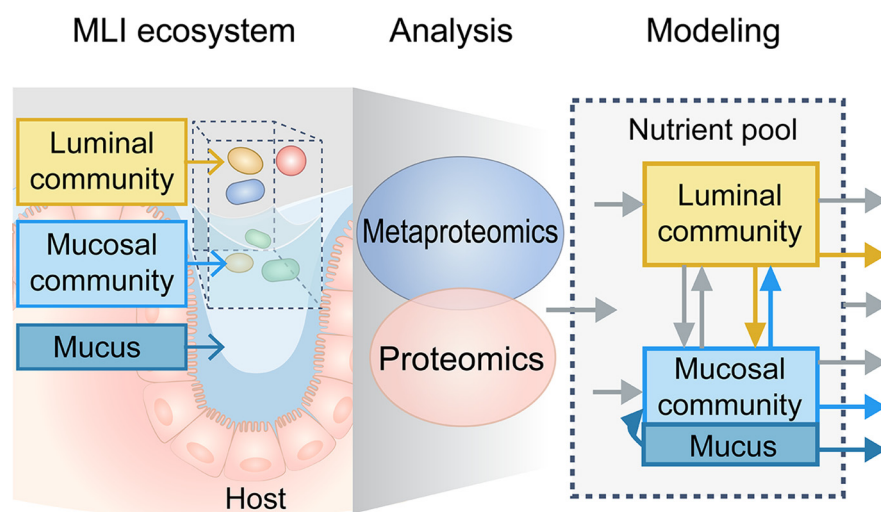 MLI ecosystem
Analysis
Modeling
Luminal
community
Mucosal
community
Mucus
Host
Metaproteomics
Proteomics
Nutrient pool
Luminal
community
Mucosal
community
Mucus